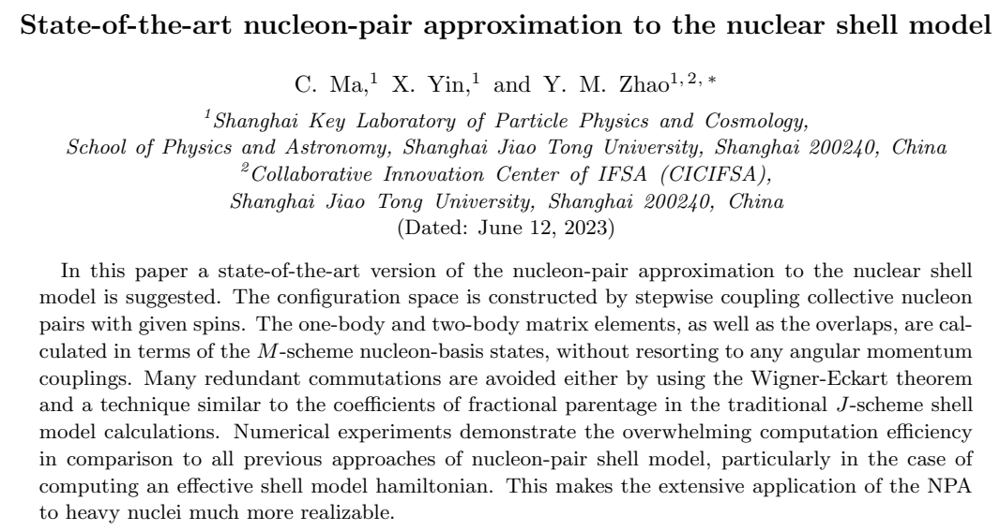 State-of-the-art nucleon-pair approximation to the nuclear shell model
C. Ma,1 X. Yin,1 and Y. M. Zhao1, 2, *
1Shanghai Key Laboratory of Particle Physics and Cosmology,
School of Physics and Astronomy, Shanghai Jiao Tong University, Shanghai 200240, China
2Collaborative Innovation Center of IFSA (CICIFSA),
Shanghai Jiao Tong University, Shanghai 200240, China
(Dated: June 12, 2023)
In this paper a state-of-the-art version of the nucleon-pair approximation to the nuclear shell
model is suggested. The configuration space is constructed by stepwise coupling collective nucleon
pairs with given spins. The one-body and two-body matrix elements, as well as the overlaps, are cal-
culated in terms of the M-scheme nucleon-basis states, without resorting to any angular momentum
couplings. Many redundant commutations are avoided either by using the Wigner-Eckart theorem
and a technique similar to the coefficients of fractional parentage in the traditional J-scheme shell
model calculations. Numerical experiments demonstrate the overwhelming computation efficiency
in comparison to all previous approaches of nucleon-pair shell model, particularly in the case of
computing an effective shell model hamiltonian. This makes the extensive application of the NPA
to heavy nuclei much more realizable.